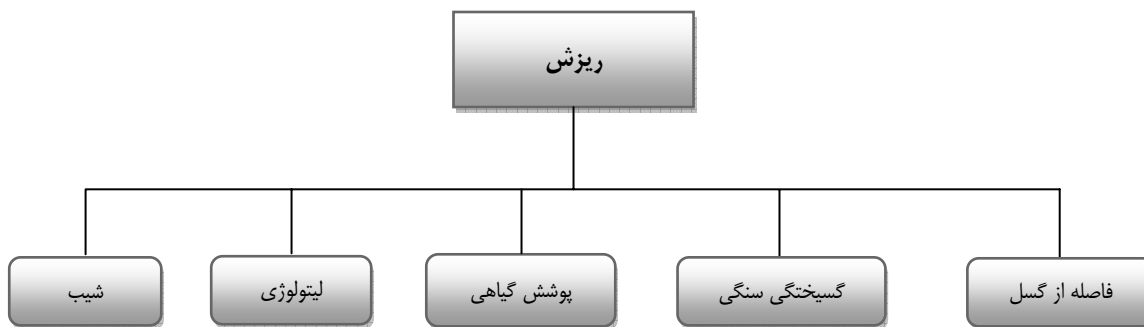 ریزش
فاصله از گسل
گسیختگی سنگی
پوشش گیاهی
لیتولوژی
شیب